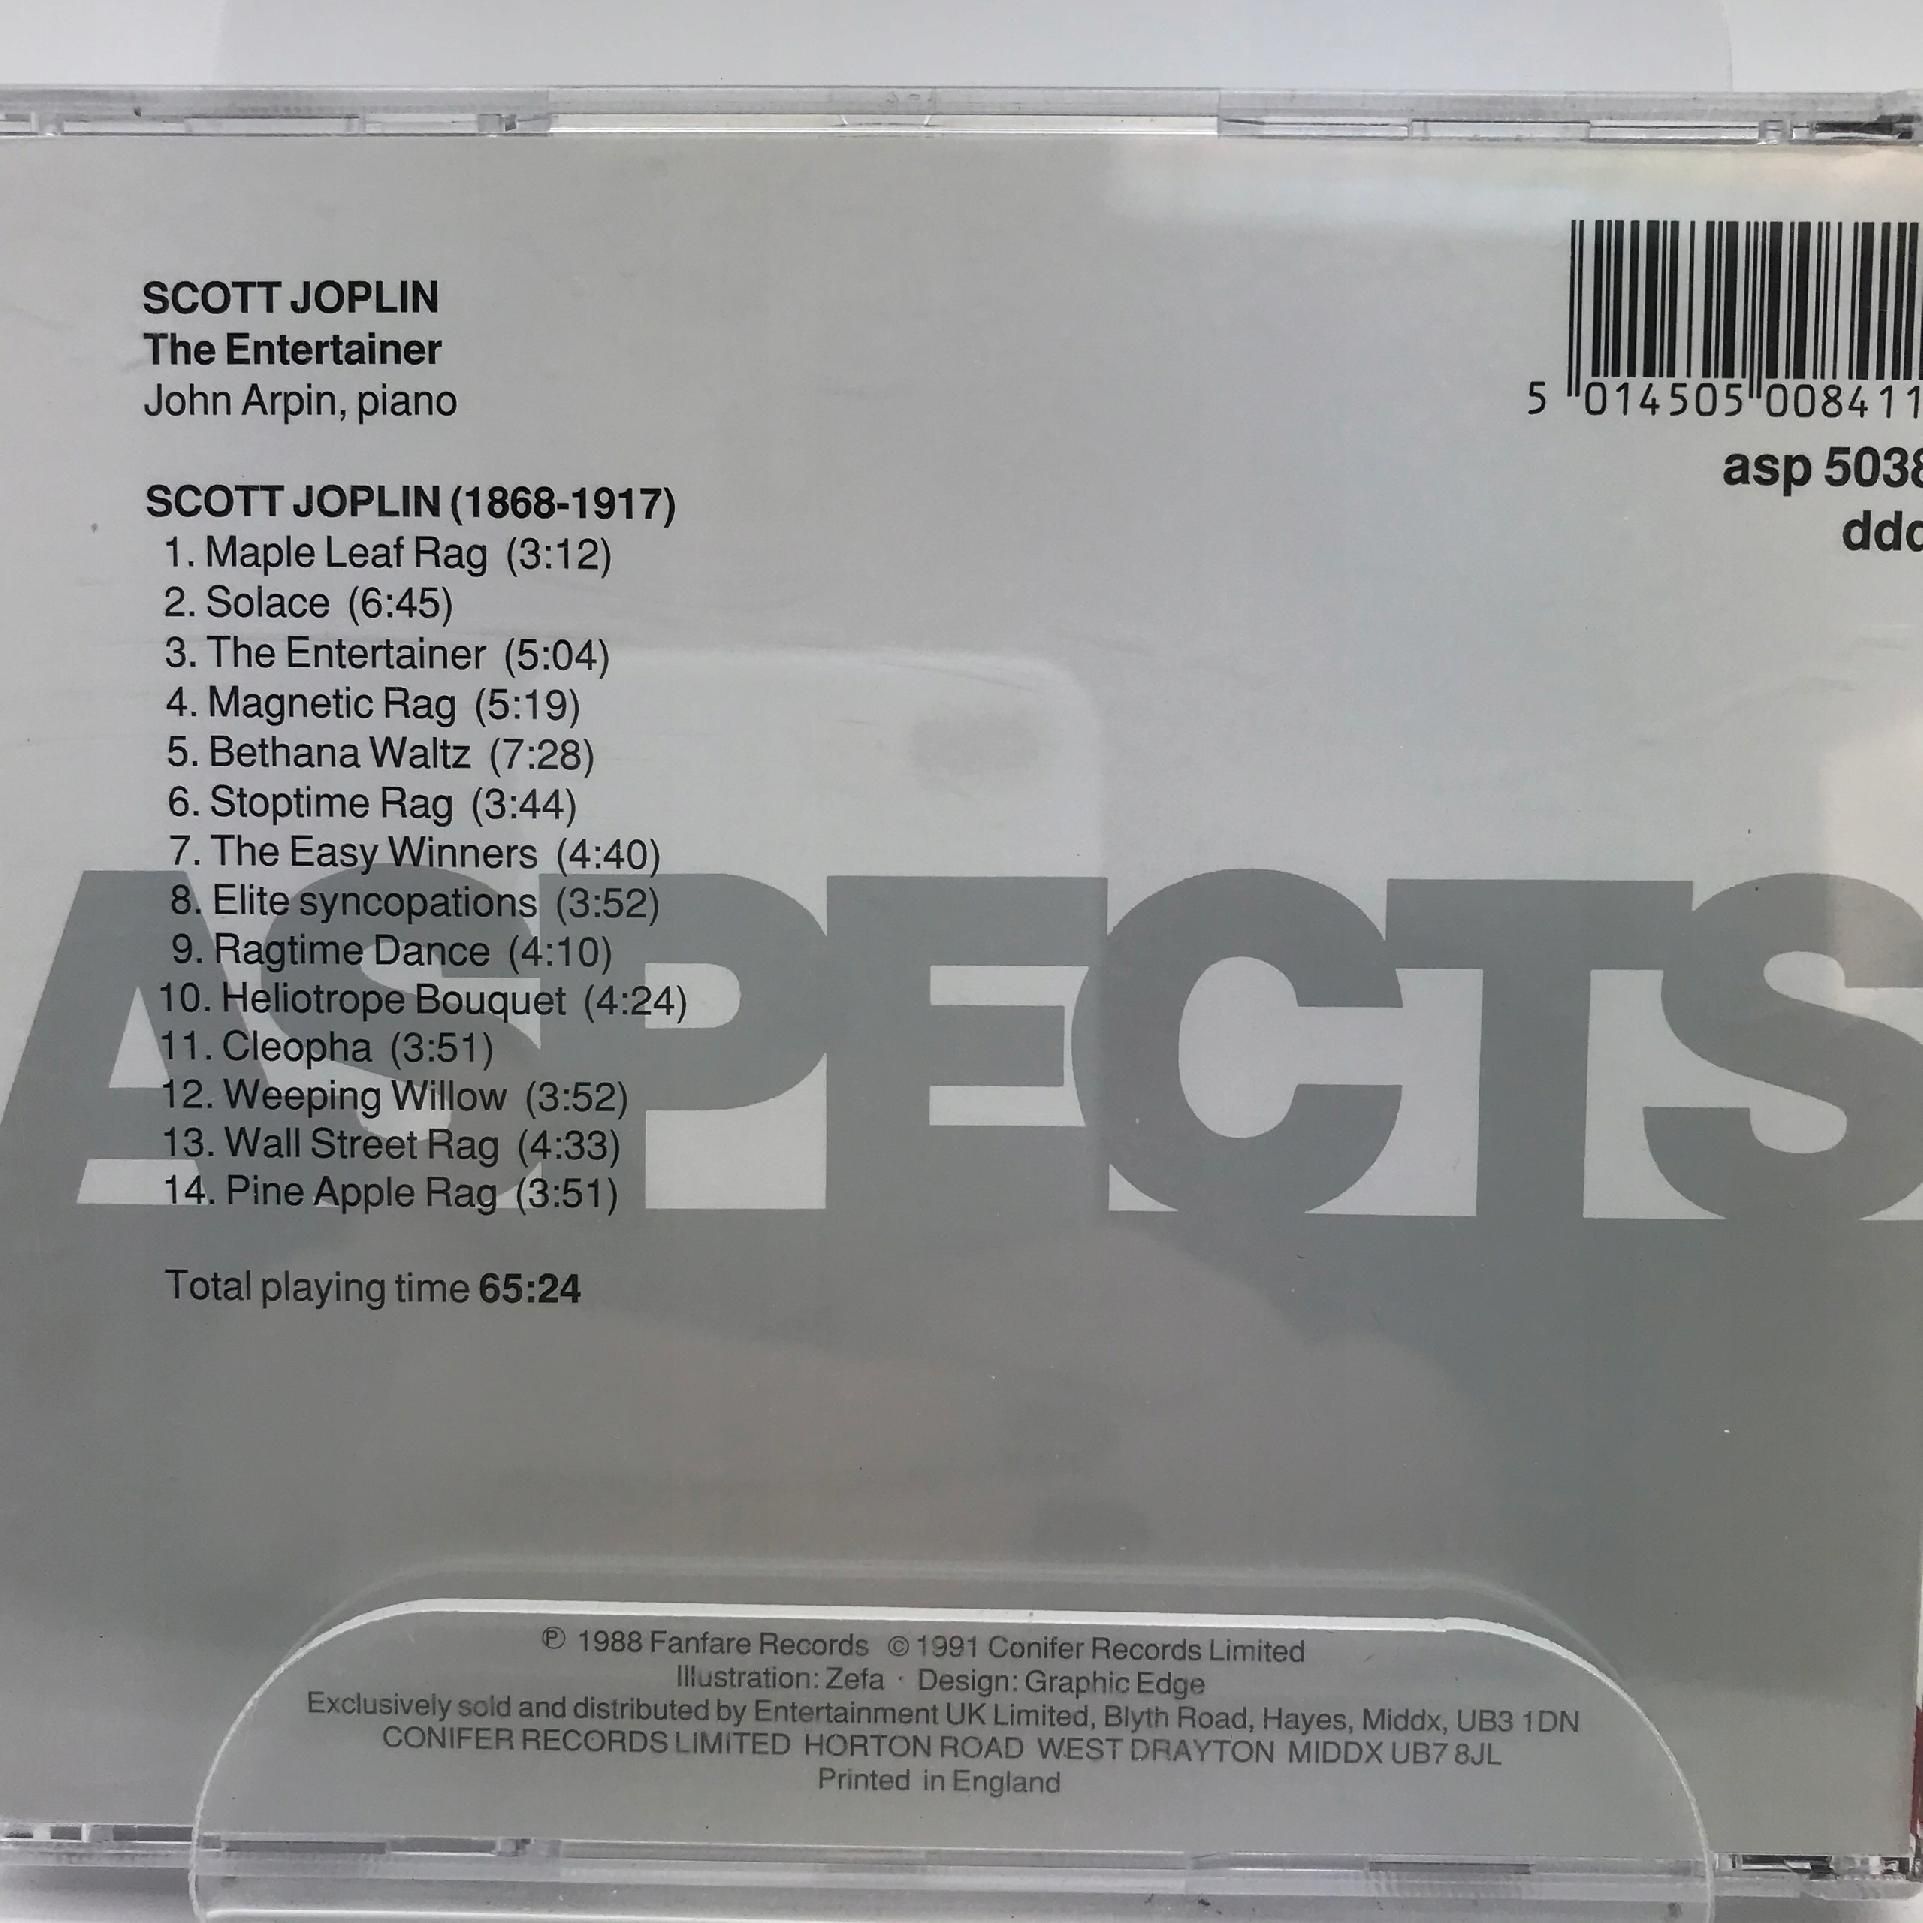 SCOTT JOPLIN
The Entertainer
John Arpin, piano
5 014505 008411
asp 5038
ddd
SCOTT JOPLIN (1868-1917)
1. Maple Leaf Rag (3:12)
2. Solace (6:45)
3. The Entertainer (5:04)
4. Magnetic Rag (5:19)
5. Bethana Waltz (7:28)
6. Stoptime Rag (3:44)
7. The Easy Winners (4:40)
8. Elite syncopations (3:52)
9. Ragtime Dance (4:10)
10. Heliotrope Bouquet (4:24)
11. Cleopha (3:51)
12. Weeping Willow (3:52)
13. Wall Street Rag (4:33)
14. Pine Apple Rag (3:51)
ASPECTS
Total playing time 65:24
℗ 1988 Fanfare Records © 1991 Conifer Records Limited
Illustration: Zefa · Design: Graphic Edge
Exclusively sold and distributed by Entertainment UK Limited, Blyth Road, Hayes, Middx, UB3 1DN
CONIFER RECORDS LIMITED HORTON ROAD WEST DRAYTON MIDDX UB7 8JL
Printed in England